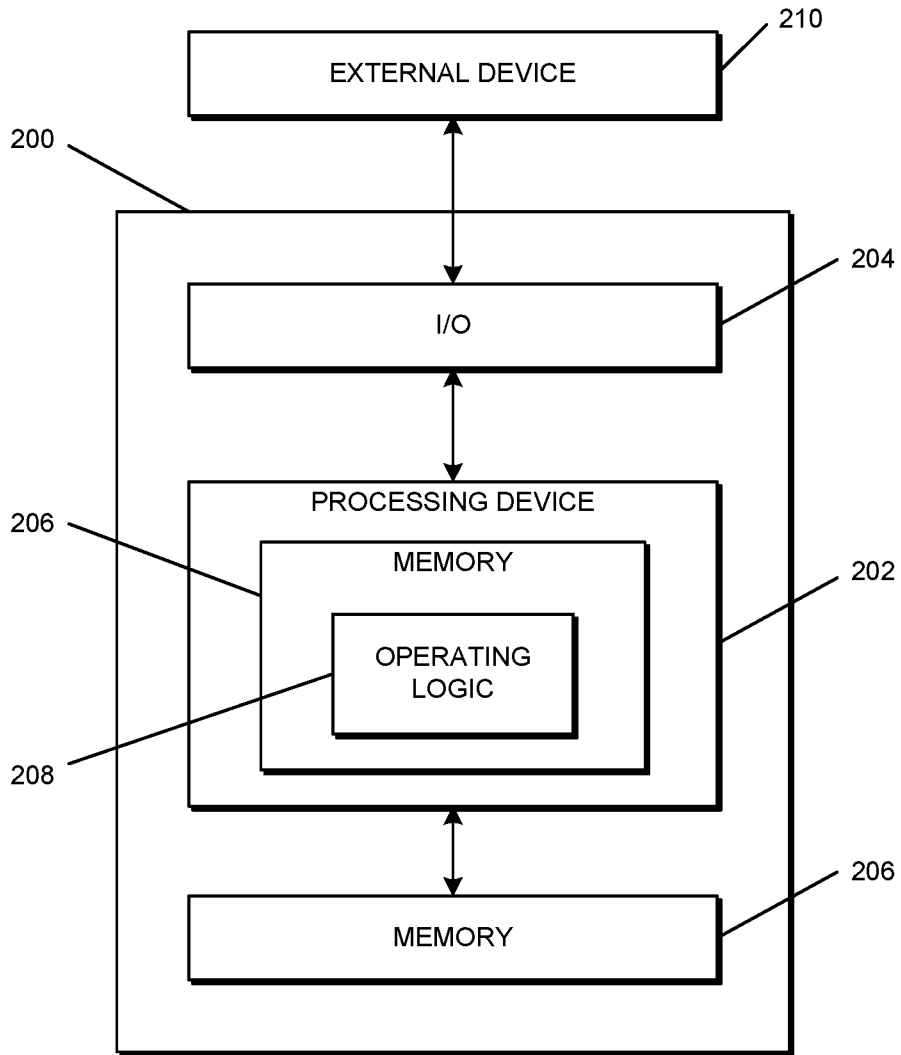 210
EXTERNAL DEVICE
200
204
I/O
PROCESSING DEVICE
206
MEMORY
202
OPERATING
LOGIC
208
206
MEMORY